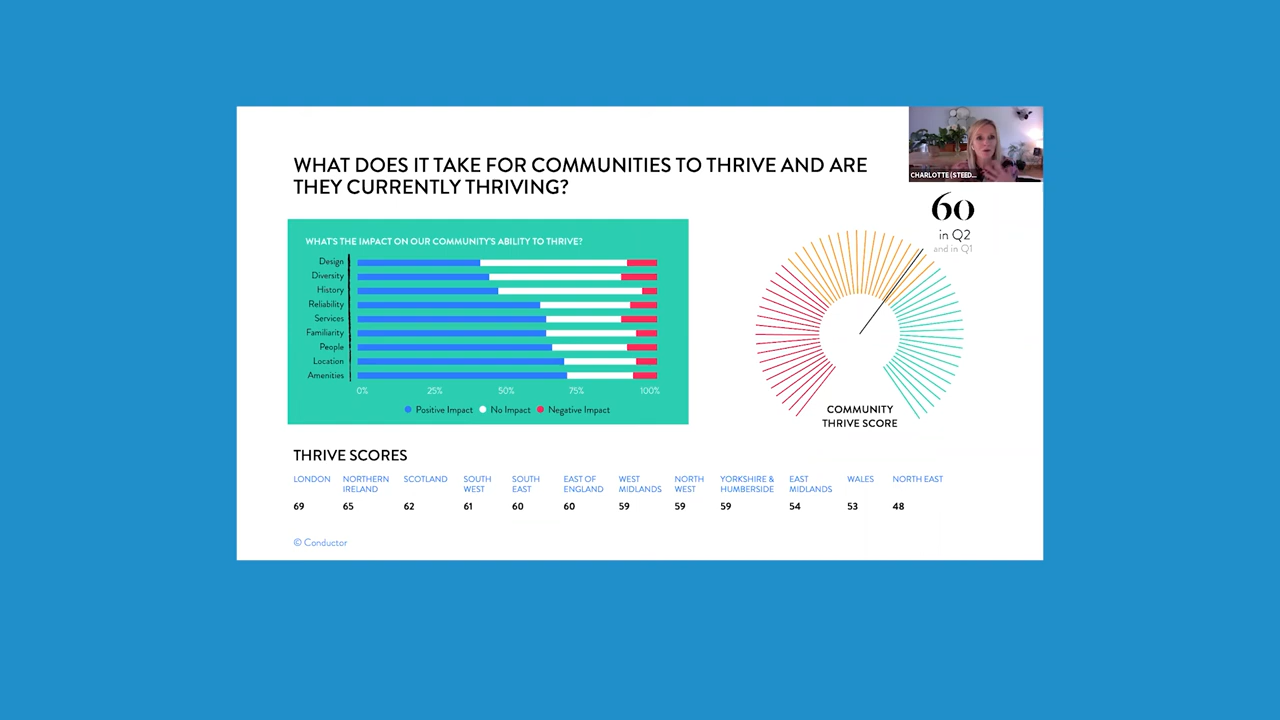 CHARLOTTE (STEED...
WHAT DOES IT TAKE FOR COMMUNITIES TO THRIVE AND ARE
THEY CURRENTLY THRIVING?
60
in Q2
and in Q1
WHAT'S THE IMPACT ON OUR COMMUNITY'S ABILITY TO THRIVE?
Design
Diversity
History
Reliability
Services
Familiarity
People
Location
Amenities
0% 25% 50% 75% 100%
Positive Impact No Impact Negative Impact
COMMUNITY
THRIVE SCORE
THRIVE SCORES
LONDON NORTHERN SCOTLAND SOUTH SOUTH EAST OF WEST NORTH YORKSHIRE & EAST WALES NORTH EAST
IRELAND WEST EAST ENGLAND MIDLANDS WEST HUMBERSIDE MIDLANDS
69 65 62 61 60 60 59 59 59 54 53 48
© Conductor